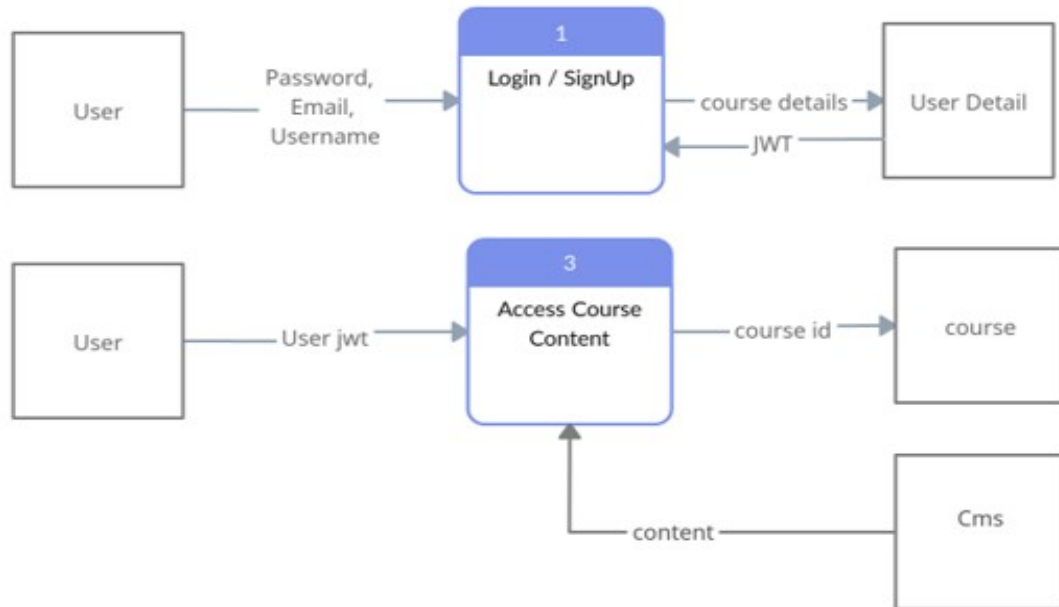 1
Login / SignUp
User
Password,
Email,
Username
course details
JWT
User Detail
3
Access Course
Content
User
User jwt
course id
course
content
Cms